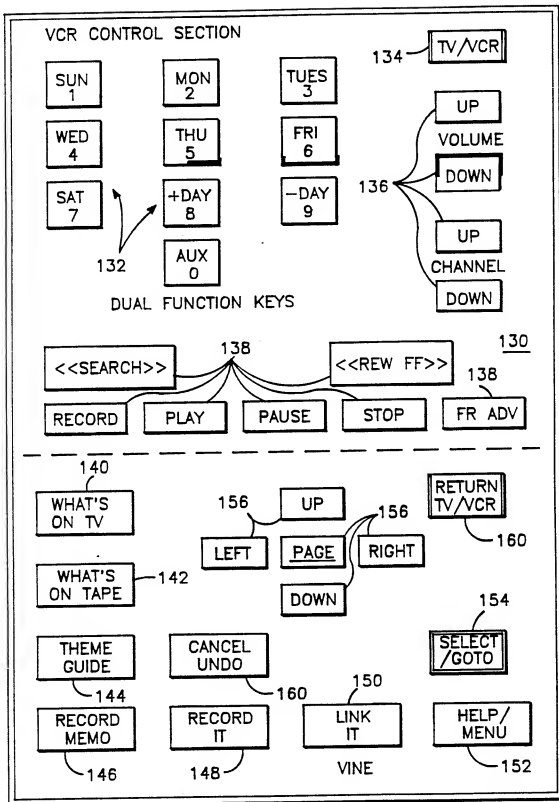 VCR CONTROL SECTION
134
TV/VCR
SUN
1
MON
2
TUES
3
UP
VOLUME
WED
4
THU
5
FRI
6
DOWN
136
SAT
7
+DAY
8
-DAY
9
UP
CHANNEL
132
AUX
0
DOWN
DUAL FUNCTION KEYS
130
<<SEARCH>>
138
<<REW FF>>
138
RECORD
PLAY
PAUSE
STOP
FR ADV
140
WHAT'S
ON TV
156
UP
156
RETURN
TV/VCR
160
LEFT
PAGE
RIGHT
WHAT'S
ON TAPE
142
DOWN
154
THEME
GUIDE
144
CANCEL
UNDO
160
SELECT
/GOTO
150
RECORD
MEMO
146
RECORD
IT
148
LINK
IT
VINE
HELP/
MENU
152